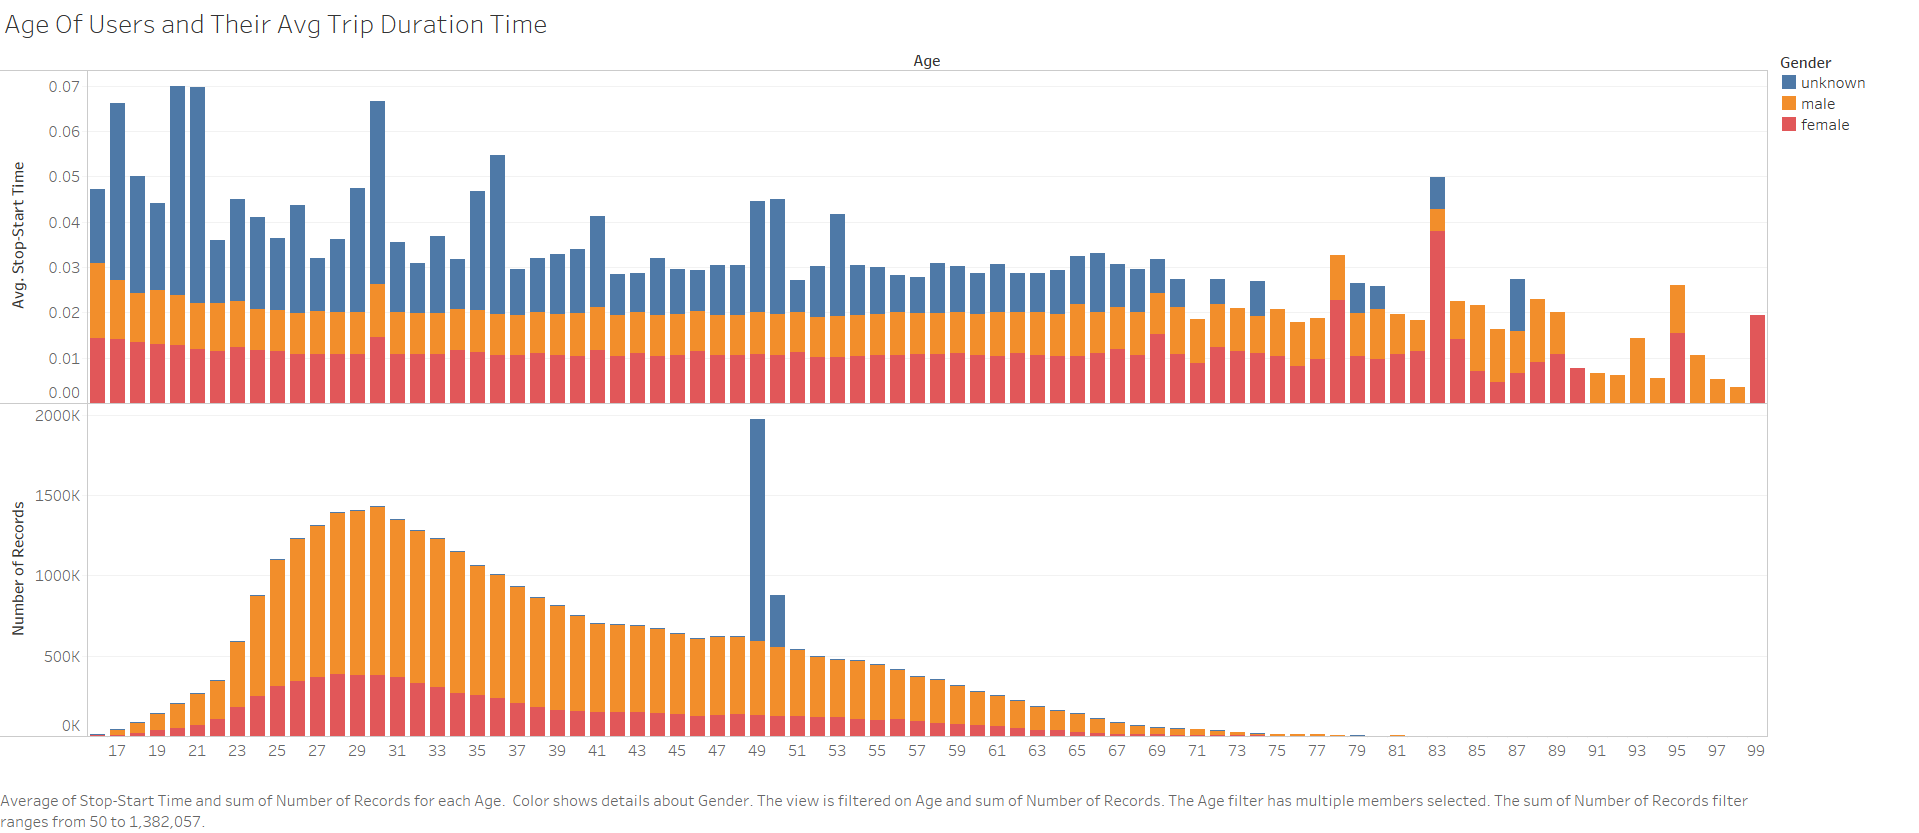 Age Of Users and Their Avg Trip Duration Time
Age
Gender
unknown
male
female
Avg. Stop-Start Time
0.07
0.06
0.05
0.04
0.03
0.02
0.01
0.00
Number of Records
2000K
1500K
1000K
500K
0K
17 19 21 23 25 27 29 31 33 35 37 39 41 43 45 47 49 51 53 55 57 59 61 63 65 67 69 71 73 75 77 79 81 83 85 87 89 91 93 95 97 99
Average of Stop-Start Time and sum of Number of Records for each Age.  Color shows details about Gender. The view is filtered on Age and sum of Number of Records. The Age filter has multiple members selected. The sum of Number of Records filter
ranges from 50 to 1,382,057.